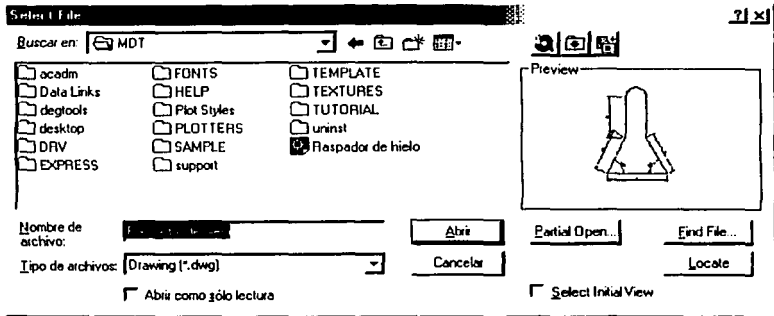 Select File
Buscar en: MDT
acadm FONTS TEMPLATE
Data Links HELP TEXTURES
degtools Plot Styles TUTORIAL
desktop PLOTTERS uninst
DRV SAMPLE Raspador de hielo
EXPRESS support
Preview
Nombre de archivo:
Abrir
Tipo de archivos: Drawing (*.dwg)
Cancelar
Abrir como sólo lectura
Partial Open... Find File...
Locate
Select Initial View